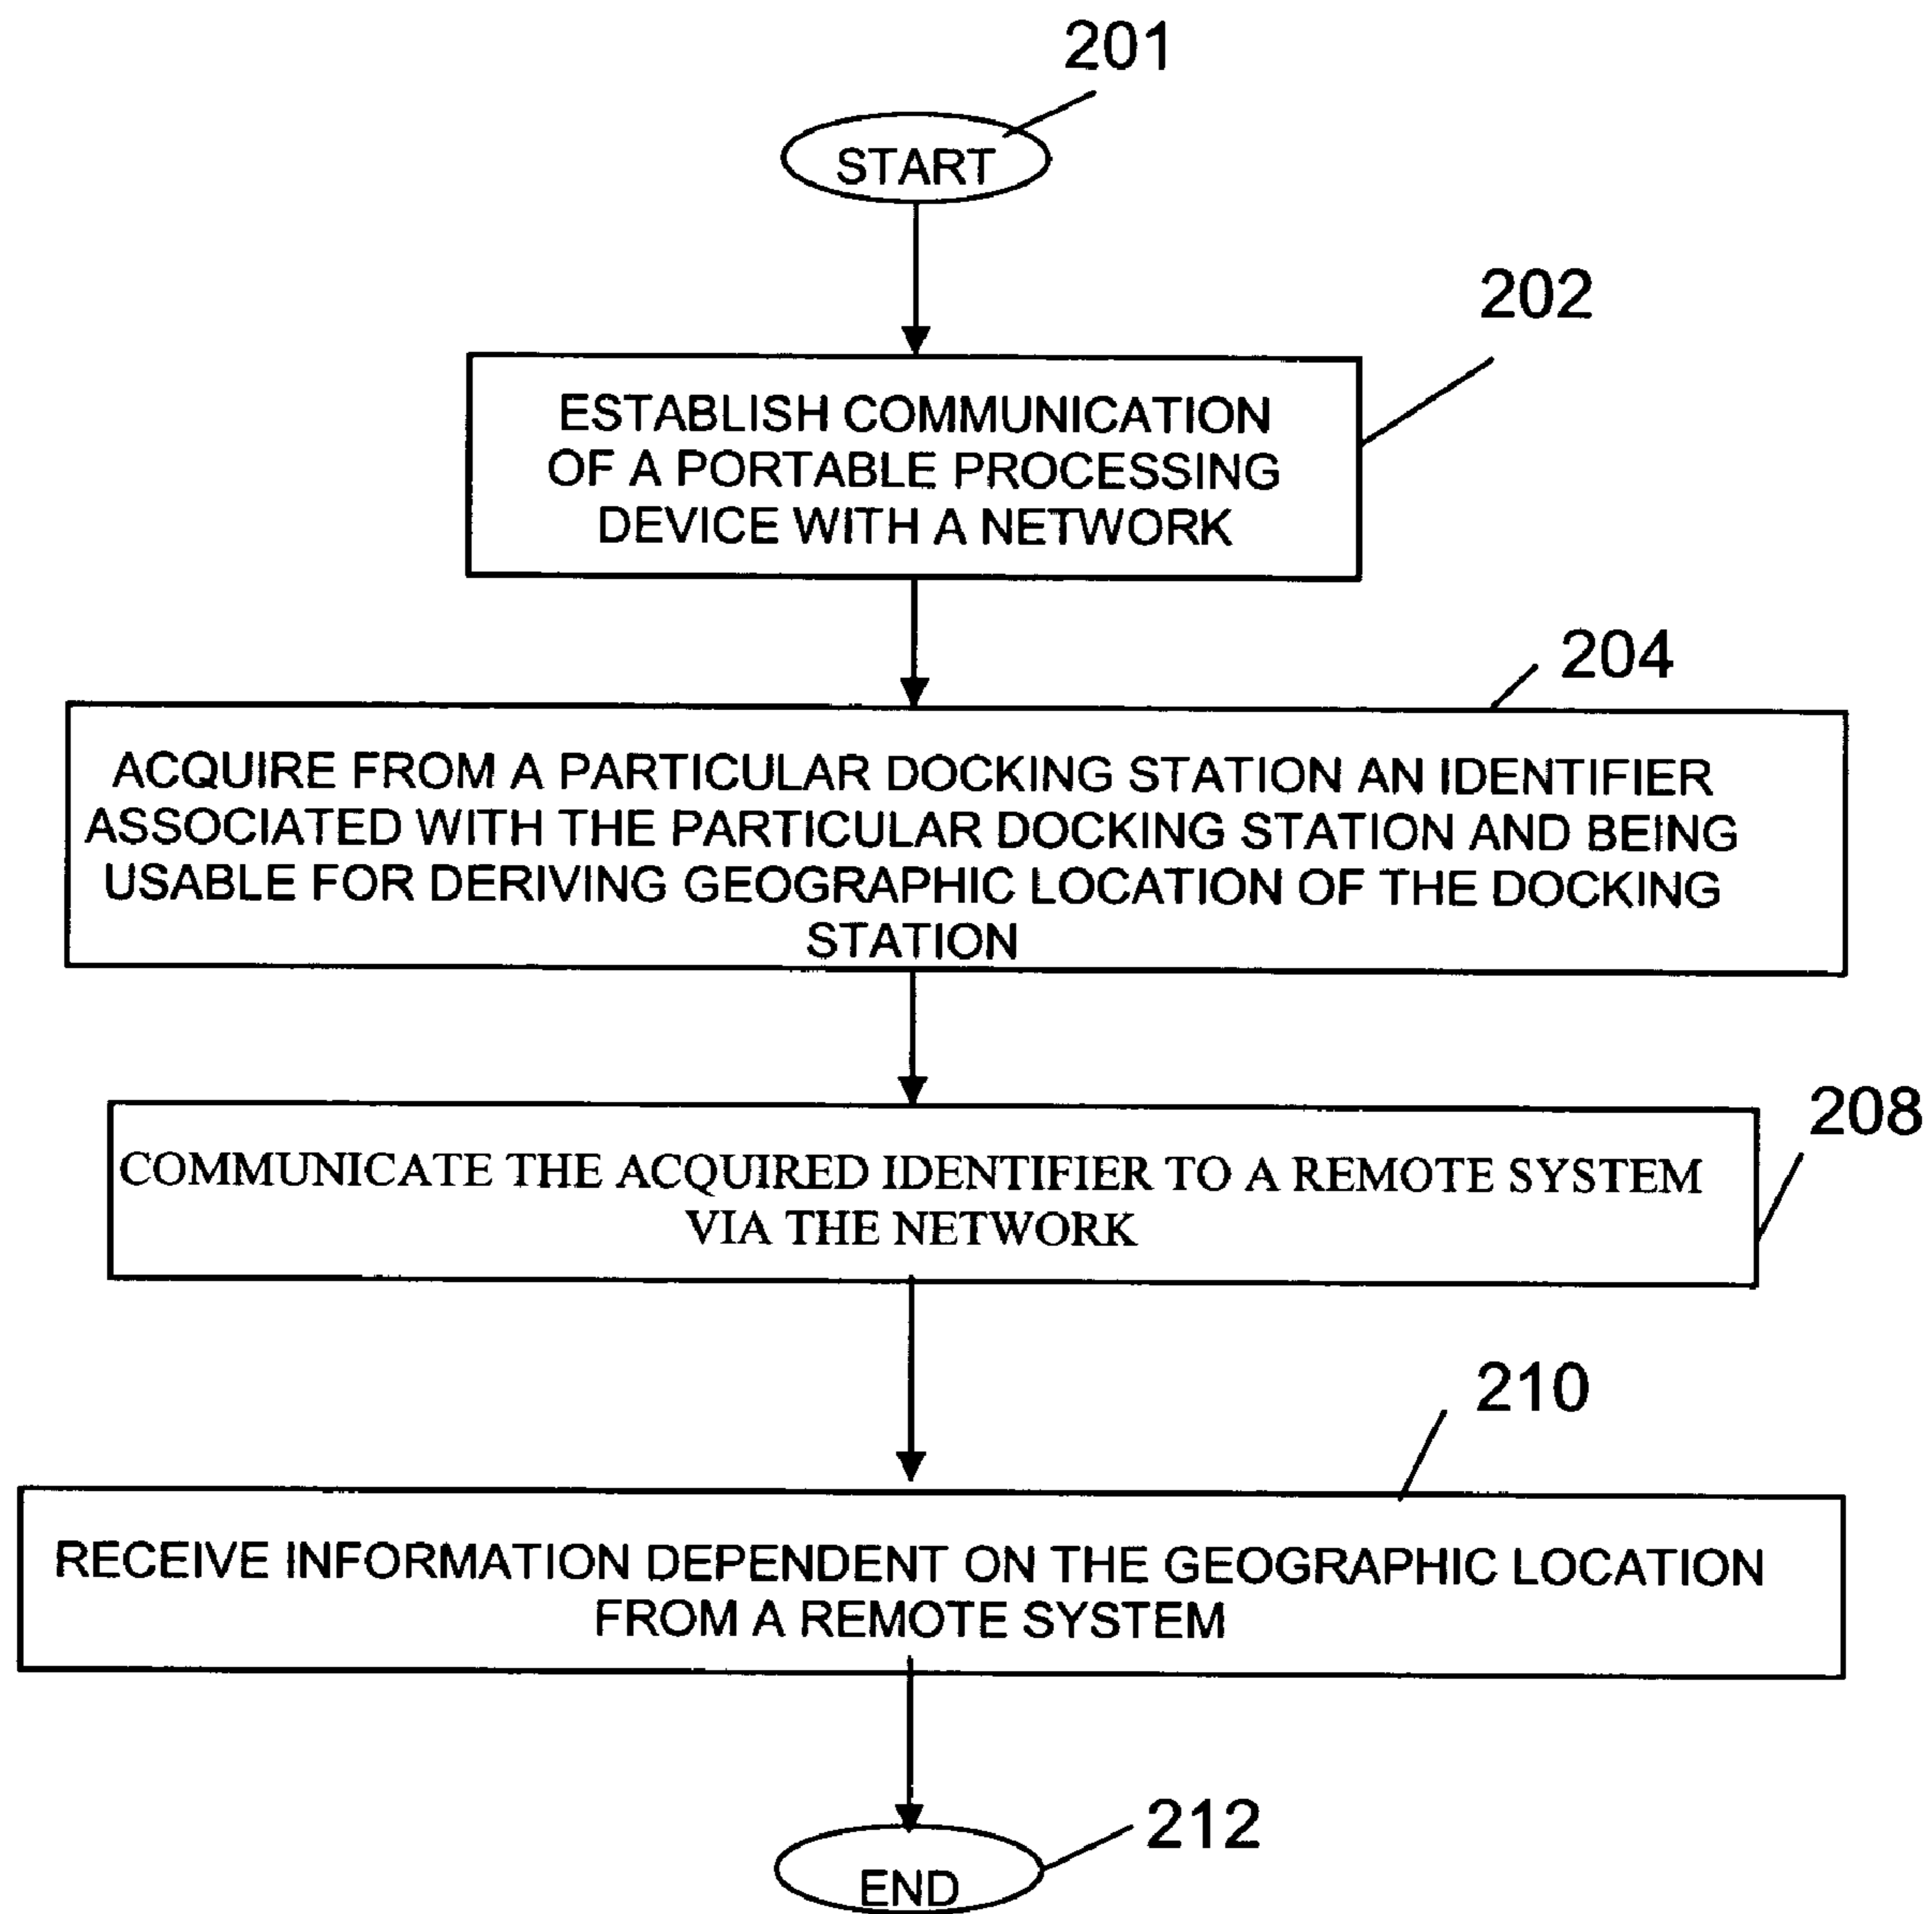 201
START
202
ESTABLISH COMMUNICATION
OF A PORTABLE PROCESSING
DEVICE WITH A NETWORK
204
ACQUIRE FROM A PARTICULAR DOCKING STATION AN IDENTIFIER
ASSOCIATED WITH THE PARTICULAR DOCKING STATION AND BEING
USABLE FOR DERIVING GEOGRAPHIC LOCATION OF THE DOCKING
STATION
208
COMMUNICATE THE ACQUIRED IDENTIFIER TO A REMOTE SYSTEM
VIA THE NETWORK
210
RECEIVE INFORMATION DEPENDENT ON THE GEOGRAPHIC LOCATION
FROM A REMOTE SYSTEM
212
END